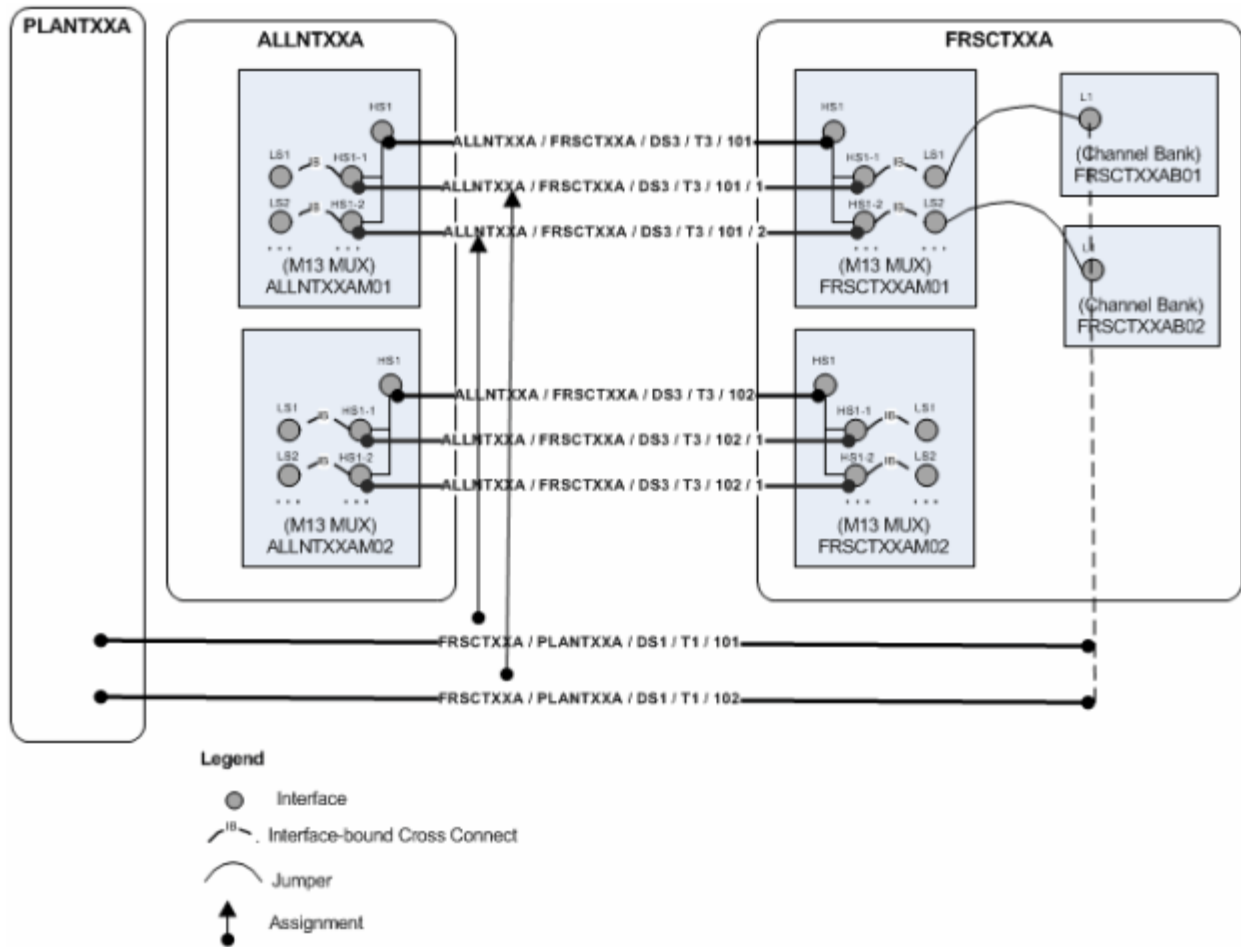 PLANTXXA
ALLNTXXA
FRSCTXXA
HS1
LS1
IB
HS1-1
LS2
IB
HS1-2
...
...
(M13 MUX)
ALLNTXXAM01
ALLNTXXA / FRSCTXXA / DS3 / T3 / 101
ALLNTXXA / FRSCTXXA / DS3 / T3 / 101 / 1
ALLNTXXA / FRSCTXXA / DS3 / T3 / 101 / 2
HS1
HS1-1
IB
LS1
HS1-2
IB
LS2
...
...
(M13 MUX)
FRSCTXXAM01
L1
(Channel Bank)
FRSCTXXAB01
(Channel Bank)
FRSCTXXAB02
HS1
LS1
IB
HS1-1
LS2
IB
HS1-2
...
...
(M13 MUX)
ALLNTXXAM02
ALLNTXXA / FRSCTXXA / DS3 / T3 / 102
ALLNTXXA / FRSCTXXA / DS3 / T3 / 102 / 1
ALLNTXXA / FRSCTXXA / DS3 / T3 / 102 / 1
HS1
HS1-1
IB
LS1
HS1-2
IB
LS2
...
...
(M13 MUX)
FRSCTXXAM02
FRSCTXXA / PLANTXXA / DS1 / T1 / 101
FRSCTXXA / PLANTXXA / DS1 / T1 / 102
Legend
Interface
IB
Interface-bound Cross Connect
Jumper
Assignment